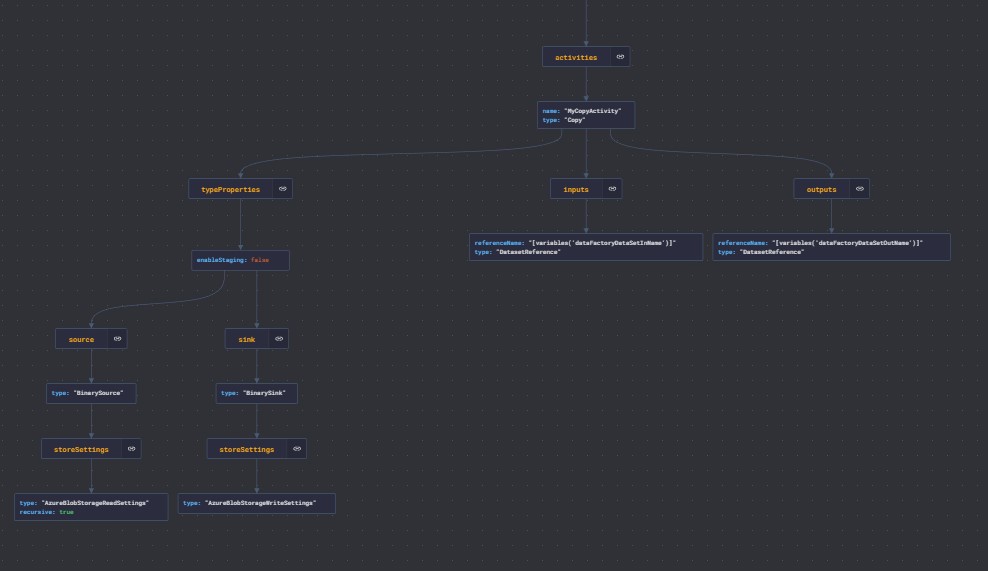 activities
name: "MyCopyActivity"
type: "Copy"
typeProperties
inputs
outputs
referenceName: "[variables('dataFactoryDataSetInName')]"
type: "DatasetReference"
referenceName: "[variables('dataFactoryDataSetOutName')]"
type: "DatasetReference"
enableStaging: false
source
sink
type: "BinarySource"
type: "BinarySink"
storeSettings
storeSettings
type: "AzureBlobStorageReadSettings"
recursive: true
type: "AzureBlobStorageWriteSettings"